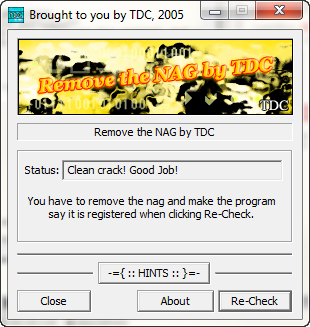 Brought to you by TDC, 2005
Remove the NAG by TDC
TDC
Remove the NAG by TDC
Status: Clean crack! Good Job!
You have to remove the nag and make the program
say it is registered when clicking Re-Check.
-={ :: HINTS :: }=-
Close About Re-Check